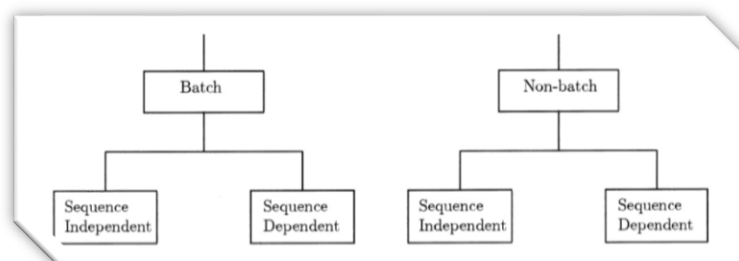 Batch
Non-batch
Sequence
Independent
Sequence
Dependent
Sequence
Independent
Sequence
Dependent